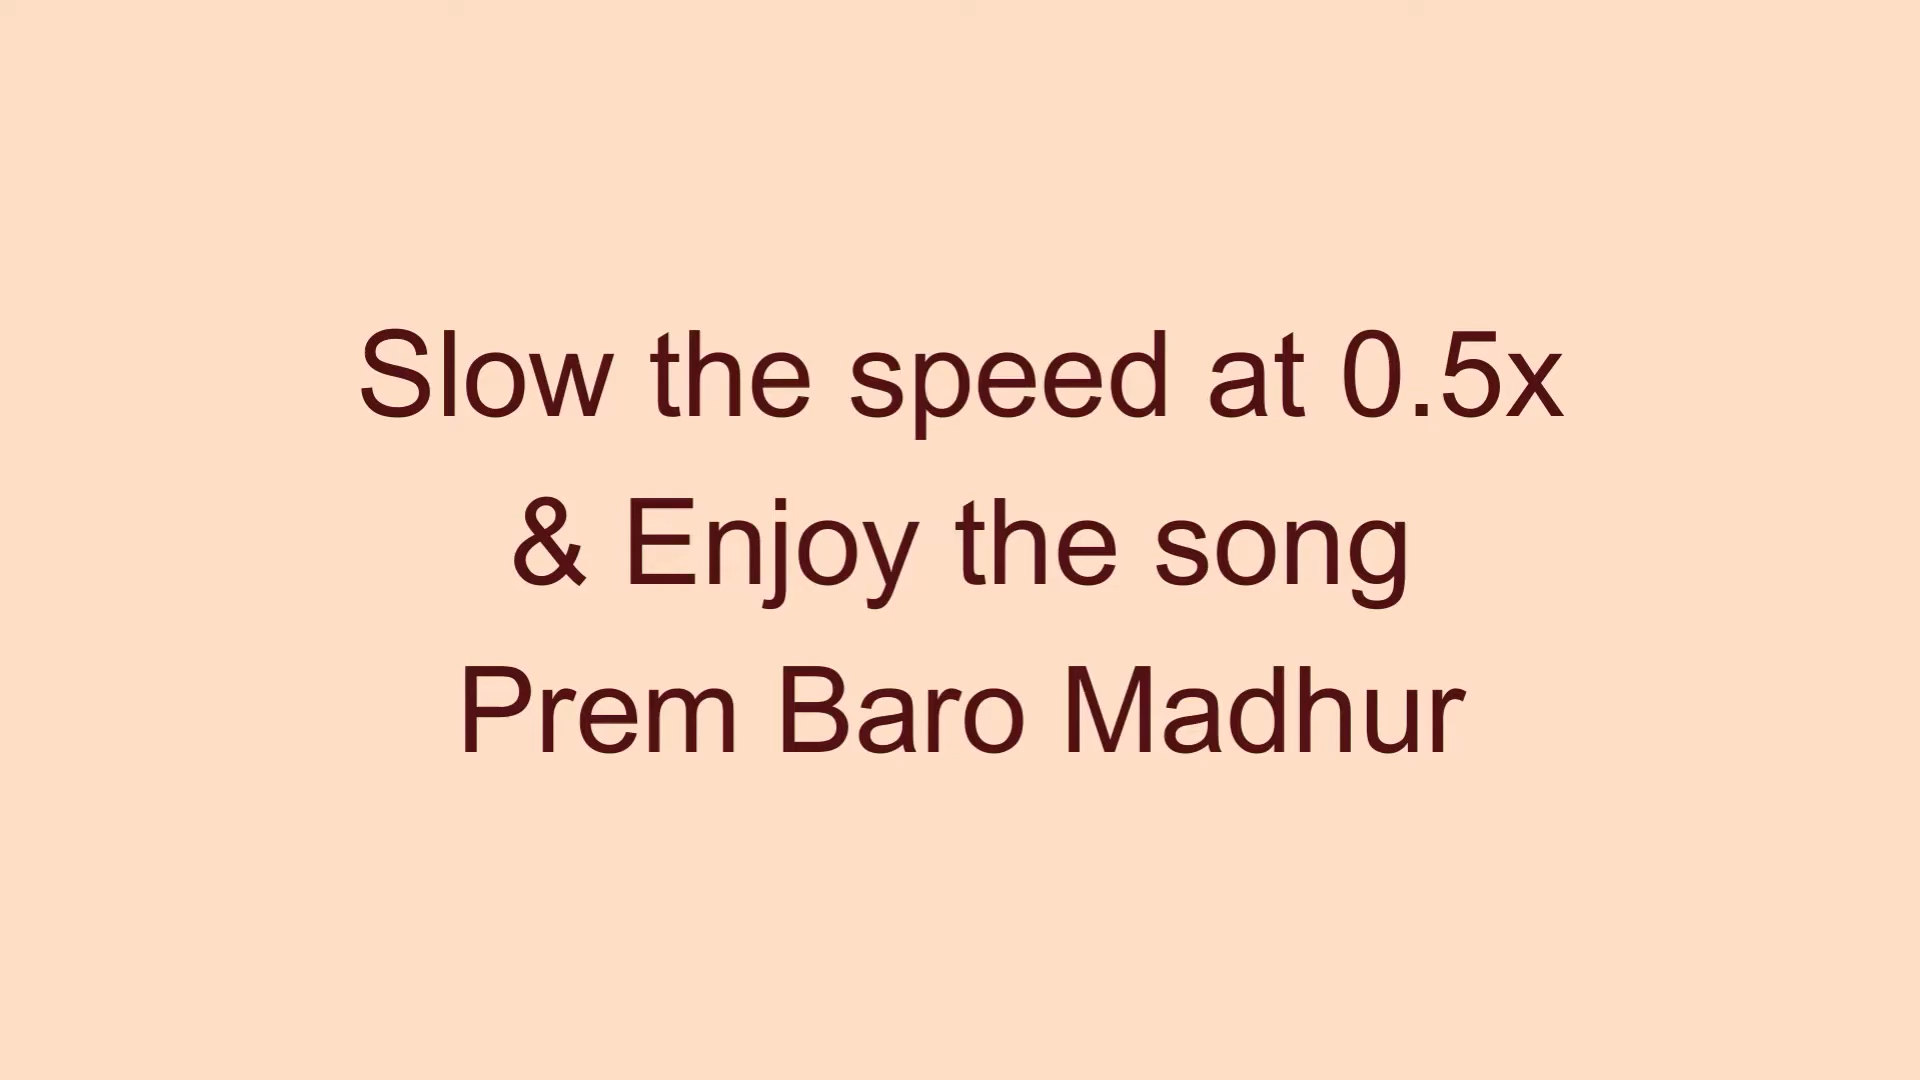 Slow the speed at 0.5x
& Enjoy the song
Prem Baro Madhur